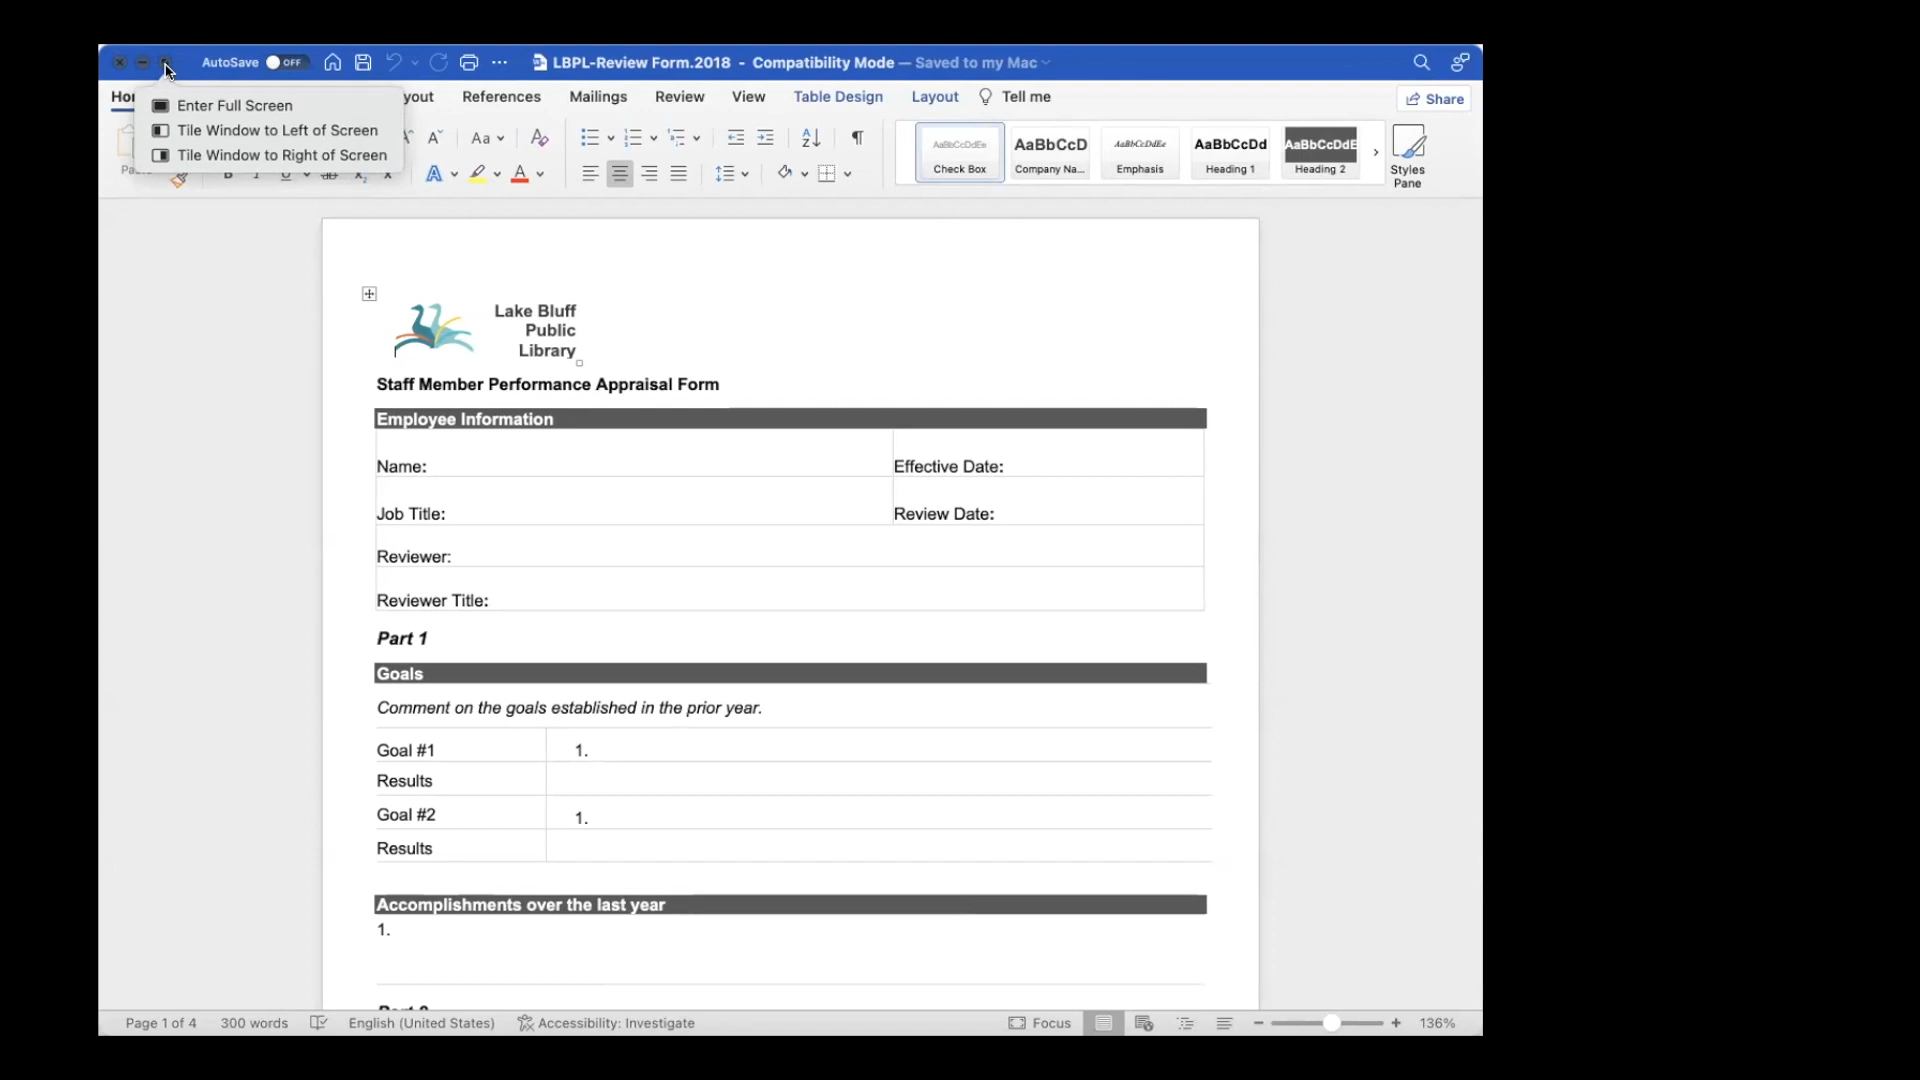 AutoSave OFF LBPL-Review Form.2018 - Compatibility Mode — Saved to my Mac
References Mailings Review View Table Design Layout Tell me Share
Enter Full Screen
Tile Window to Left of Screen
Tile Window to Right of Screen
Aa
AaBbCcDdEe AaBbCcD AaBbCcDdEe AaBbCcDd AaBbCcDdE
Check Box Company Na... Emphasis Heading 1 Heading 2 Styles
Pane
Lake Bluff
Public
Library
Staff Member Performance Appraisal Form
Employee Information
Name: Effective Date:
Job Title: Review Date:
Reviewer:
Reviewer Title:
Part 1
Goals
Comment on the goals established in the prior year.
Goal #1 1.
Results
Goal #2 1.
Results
Accomplishments over the last year
1.
Page 1 of 4 300 words English (United States) Accessibility: Investigate Focus 136%